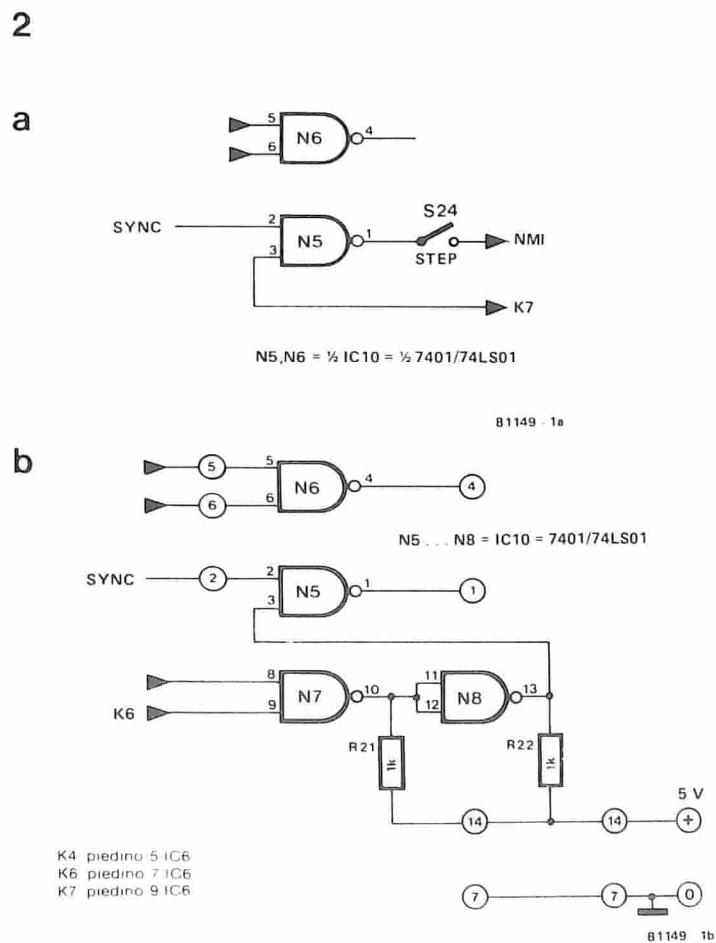 2
a
5
6
N6
4
SYNC
2
3
N5
1
S24
STEP
NMI
K7
N5,N6 = ½ IC10 = ½ 7401/74LS01
81149 - 1a
b
5
5
6
6
N6
4
4
N5 . . . N8 = IC10 = 7401/74LS01
SYNC
2
2
3
N5
1
1
8
K6
9
N7
10
11
12
N8
13
R21
1k
R22
1k
5 V
14
14
+
K4 piedino 5 IC6
K6 piedino 7 IC6
K7 piedino 9 IC6
7
7
0
81149 1b